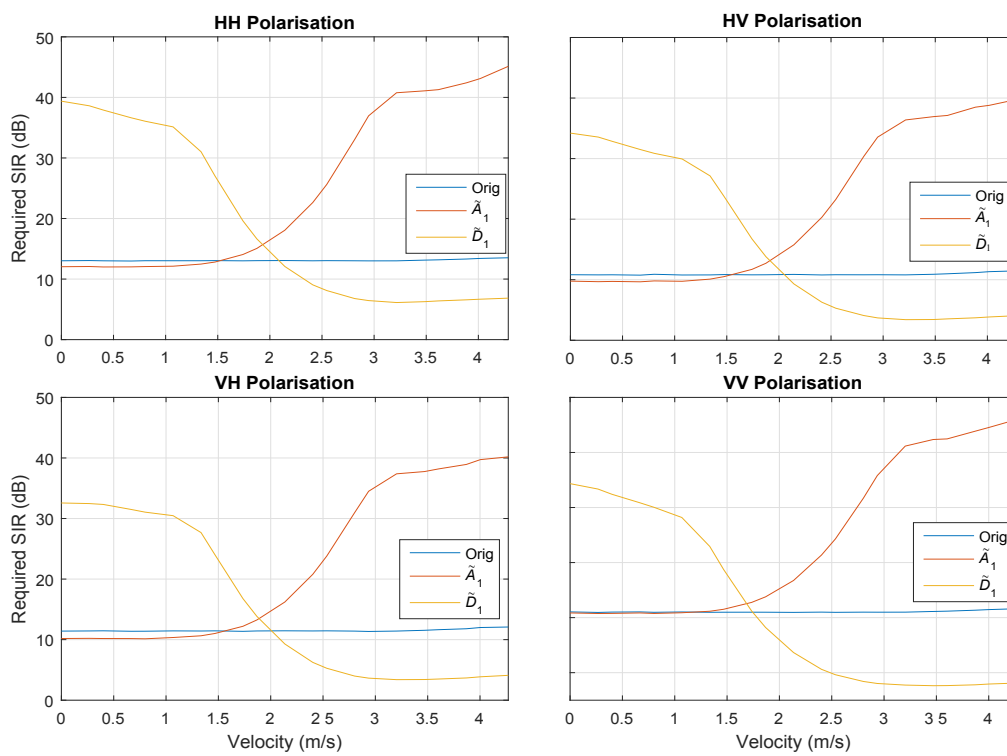 HH Polarisation
HV Polarisation
50
40
30
20
10
0
Required SIR (dB)
Orig
Ã1
D̃1
Orig
Ã1
D̃1
0 0.5 1 1.5 2 2.5 3 3.5 4
0 0.5 1 1.5 2 2.5 3 3.5 4
VH Polarisation
VV Polarisation
50
40
30
20
10
0
Required SIR (dB)
Orig
Ã1
D̃1
Orig
Ã1
D̃1
0 0.5 1 1.5 2 2.5 3 3.5 4
0 0.5 1 1.5 2 2.5 3 3 5 4
Velocity (m/s)
Velocity (m/s)